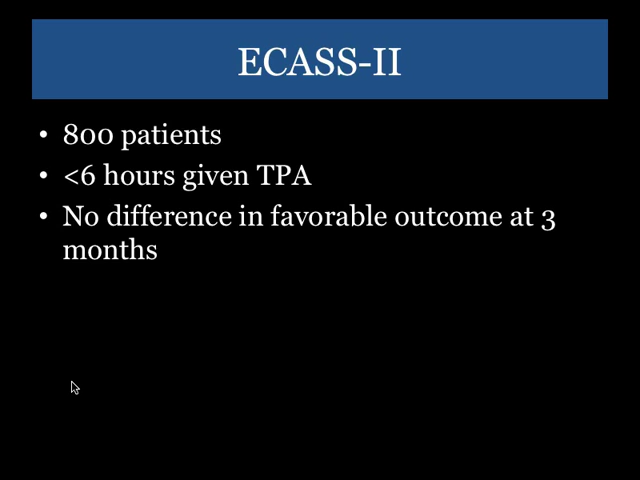 ECASS-II
• 800 patients
• <6 hours given TPA
• No difference in favorable outcome at 3
months